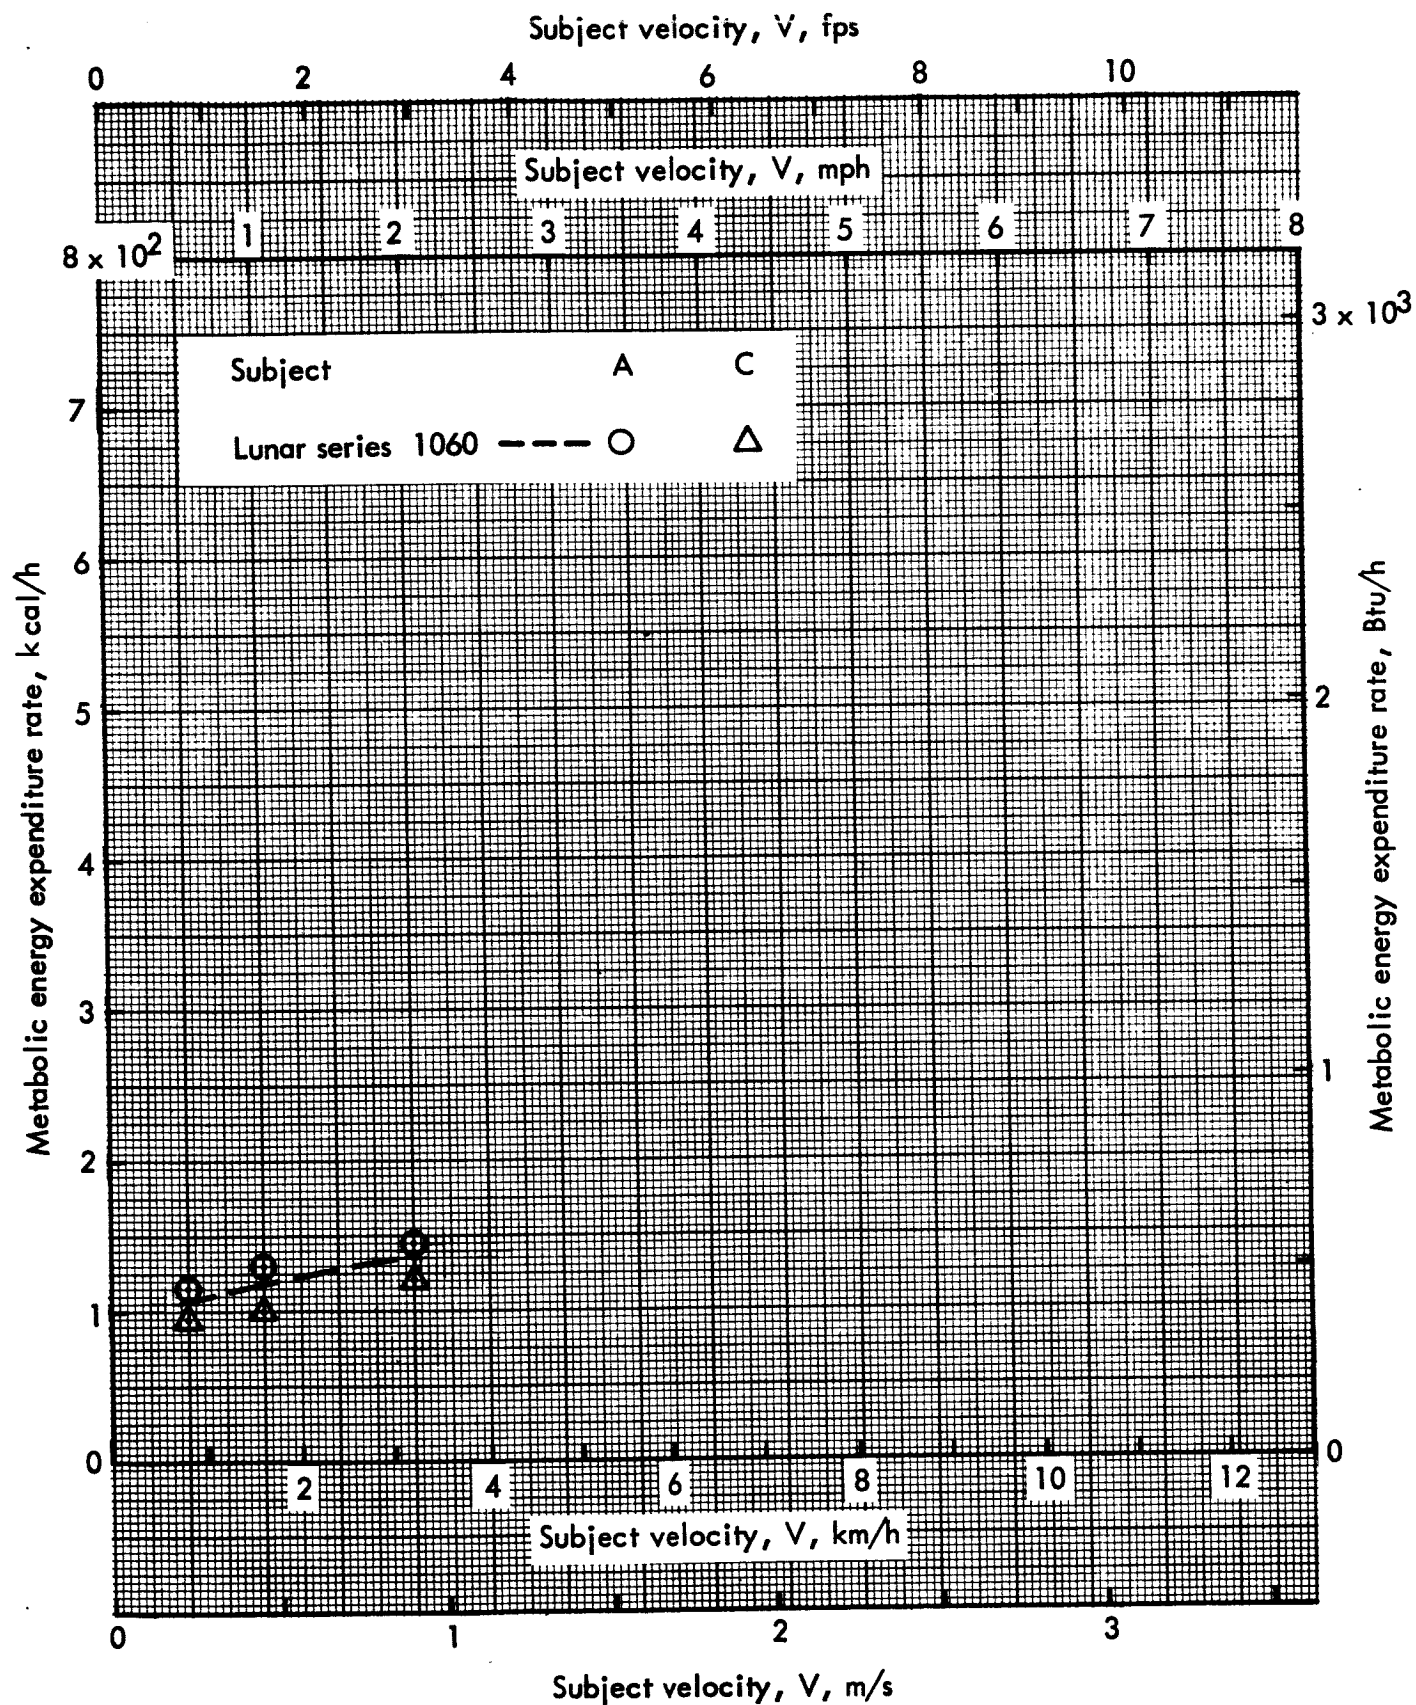 Subject velocity, V, fps
0 2 4 6 8 10
Subject velocity, V, mph
1 2 3 4 5 6 7 8
8 × 10²
3 × 10³
Subject A C
7
Lunar series 1060
6
5
2
4
3
1
2
1
0
0
2 4 6 8 10 12
Subject velocity, V, km/h
0 1 2 3
Subject velocity, V, m/s
Metabolic energy expenditure rate, kcal/h
Metabolic energy expenditure rate, Btu/h